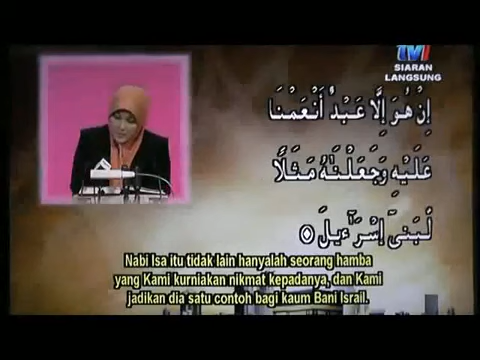 TM1
SIARAN
LANGSUNG
إِنْ هُوَ إِلَّا عَبْدٌ أَنْعَمْنَا
عَلَيْهِ وَجَعَلْنَٰهُ مَثَلًا
لِّبَنِىٓ إِسْرَٰٓءِيلَ
Nabi Isa itu tidak lain hanyalah seorang hamba
yang Kami kurniakan nikmat kepadanya, dan Kami
jadikan dia satu contoh bagi kaum Bani Israil.